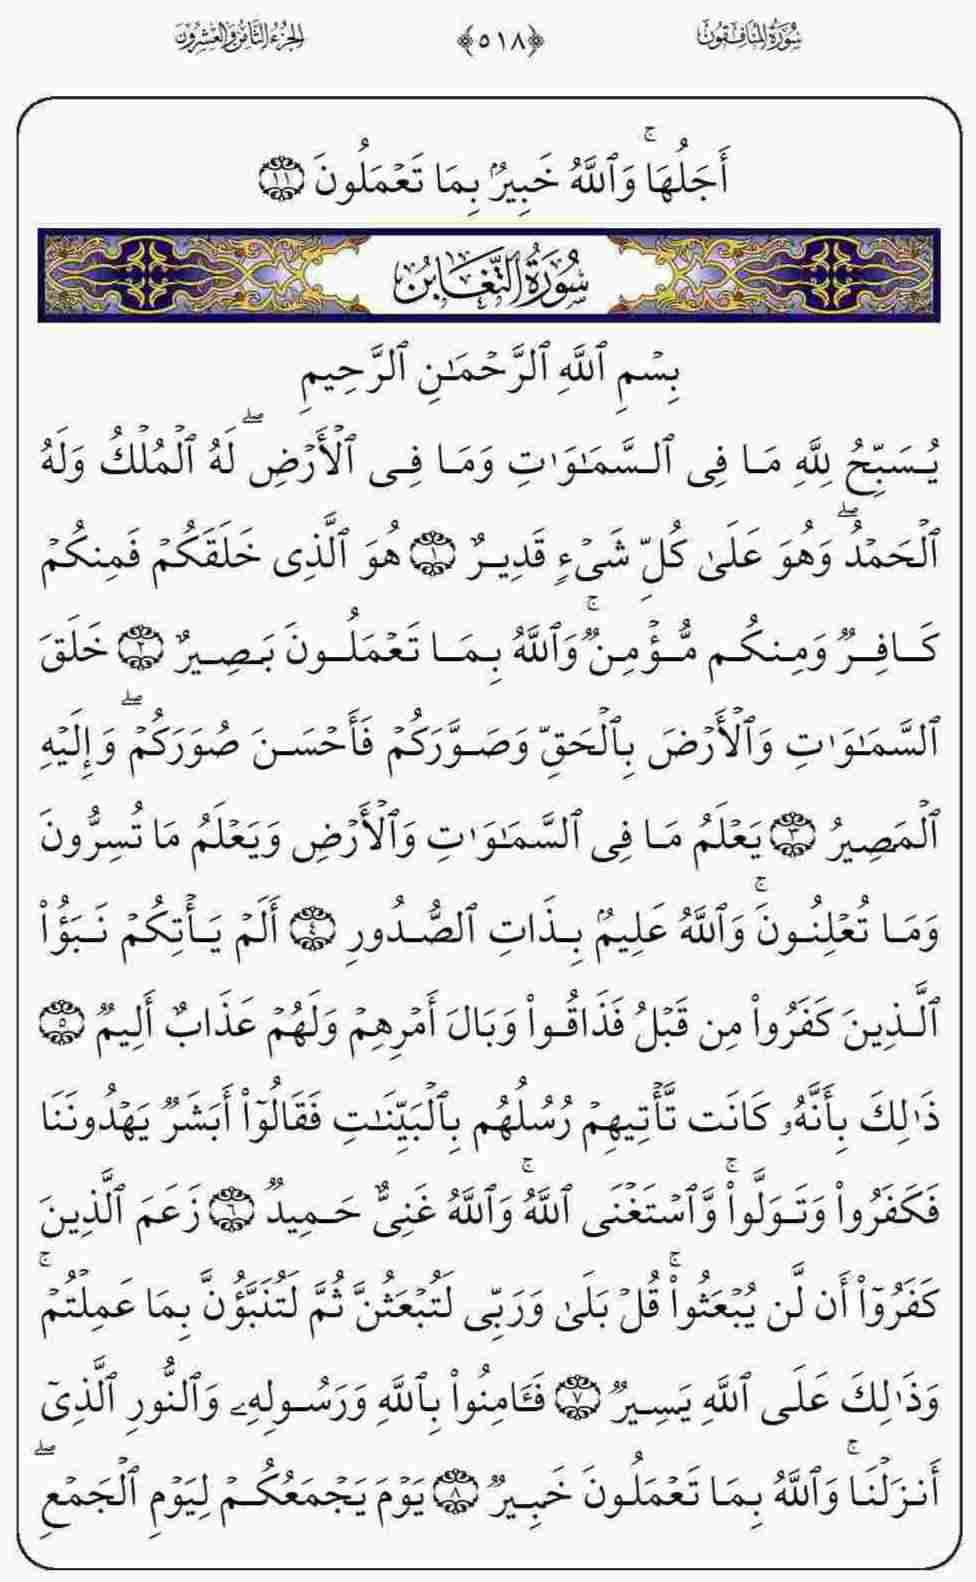 سُورَةُ المُنَافِقُونَ ﴿٥١٨﴾ الجُزْءُ الثَّامِنُ وَالعِشْرُونَ
أَجَلُهَاۚ وَٱللَّهُ خَبِيرُۢ بِمَا تَعۡمَلُونَ ١١
سُورَةُ التَّغَابُن
بِسۡمِ ٱللَّهِ ٱلرَّحۡمَٰنِ ٱلرَّحِيمِ
يُسَبِّحُ لِلَّهِ مَا فِي ٱلسَّمَٰوَٰتِ وَمَا فِي ٱلۡأَرۡضِۖ لَهُ ٱلۡمُلۡكُ وَلَهُ
ٱلۡحَمۡدُۖ وَهُوَ عَلَىٰ كُلِّ شَيۡءٖ قَدِيرٌ ١ هُوَ ٱلَّذِي خَلَقَكُمۡ فَمِنكُمۡ
كَافِرٞ وَمِنكُم مُّؤۡمِنٞۚ وَٱللَّهُ بِمَا تَعۡمَلُونَ بَصِيرٌ ٢ خَلَقَ
ٱلسَّمَٰوَٰتِ وَٱلۡأَرۡضَ بِٱلۡحَقِّ وَصَوَّرَكُمۡ فَأَحۡسَنَ صُوَرَكُمۡۖ وَإِلَيۡهِ
ٱلۡمَصِيرُ ٣ يَعۡلَمُ مَا فِي ٱلسَّمَٰوَٰتِ وَٱلۡأَرۡضِ وَيَعۡلَمُ مَا تُسِرُّونَ
وَمَا تُعۡلِنُونَۚ وَٱللَّهُ عَلِيمُۢ بِذَاتِ ٱلصُّدُورِ ٤ أَلَمۡ يَأۡتِكُمۡ نَبَؤُاْ
ٱلَّذِينَ كَفَرُواْ مِن قَبۡلُ فَذَاقُواْ وَبَالَ أَمۡرِهِمۡ وَلَهُمۡ عَذَابٌ أَلِيمٞ ٥
ذَٰلِكَ بِأَنَّهُۥ كَانَت تَّأۡتِيهِمۡ رُسُلُهُم بِٱلۡبَيِّنَٰتِ فَقَالُوٓاْ أَبَشَرٞ يَهۡدُونَنَا
فَكَفَرُواْ وَتَوَلَّواْۚ وَّٱسۡتَغۡنَى ٱللَّهُۚ وَٱللَّهُ غَنِيٌّ حَمِيدٞ ٦ زَعَمَ ٱلَّذِينَ
كَفَرُوٓاْ أَن لَّن يُبۡعَثُواْۚ قُلۡ بَلَىٰ وَرَبِّي لَتُبۡعَثُنَّ ثُمَّ لَتُنَبَّؤُنَّ بِمَا عَمِلۡتُمۡۚ
وَذَٰلِكَ عَلَى ٱللَّهِ يَسِيرٞ ٧ فَـَٔامِنُواْ بِٱللَّهِ وَرَسُولِهِۦ وَٱلنُّورِ ٱلَّذِيٓ
أَنزَلۡنَاۚ وَٱللَّهُ بِمَا تَعۡمَلُونَ خَبِيرٞ ٨ يَوۡمَ يَجۡمَعُكُمۡ لِيَوۡمِ ٱلۡجَمۡعِۖ